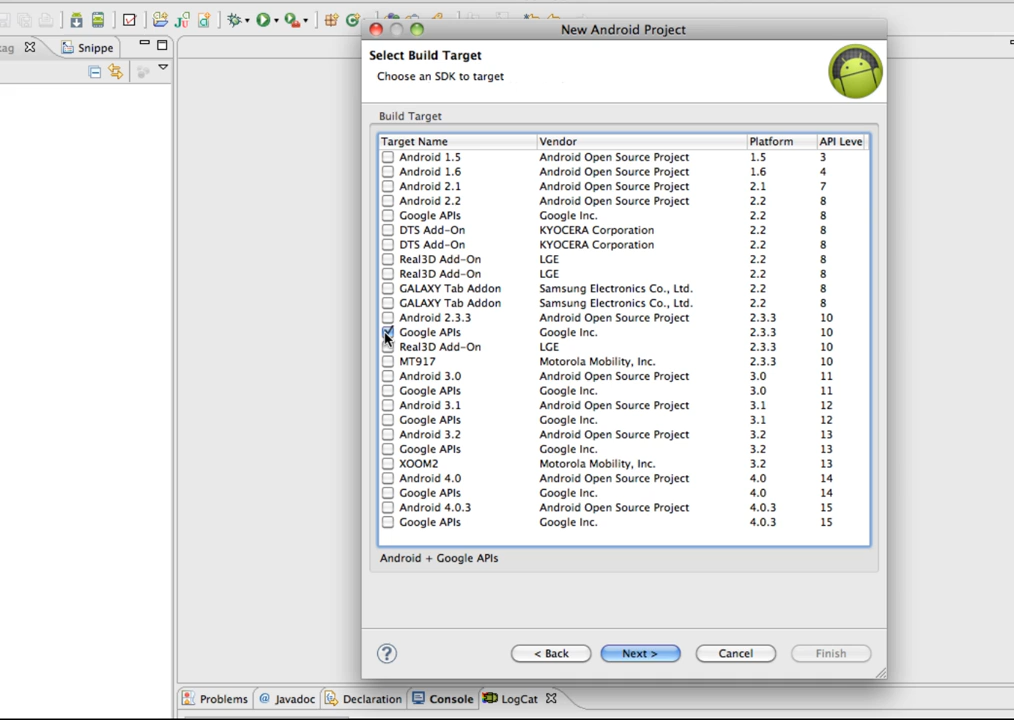 New Android Project
Snippe
Select Build Target
Choose an SDK to target
Build Target
Target Name Vendor Platform API Leve
Android 1.5 Android Open Source Project 1.5 3
Android 1.6 Android Open Source Project 1.6 4
Android 2.1 Android Open Source Project 2.1 7
Android 2.2 Android Open Source Project 2.2 8
Google APIs Google Inc. 2.2 8
DTS Add-On KYOCERA Corporation 2.2 8
DTS Add-On KYOCERA Corporation 2.2 8
Real3D Add-On LGE 2.2 8
Real3D Add-On LGE 2.2 8
GALAXY Tab Addon Samsung Electronics Co., Ltd. 2.2 8
GALAXY Tab Addon Samsung Electronics Co., Ltd. 2.2 8
Android 2.3.3 Android Open Source Project 2.3.3 10
Google APIs Google Inc. 2.3.3 10
Real3D Add-On LGE 2.3.3 10
MT917 Motorola Mobility, Inc. 2.3.3 10
Android 3.0 Android Open Source Project 3.0 11
Google APIs Google Inc. 3.0 11
Android 3.1 Android Open Source Project 3.1 12
Google APIs Google Inc. 3.1 12
Android 3.2 Android Open Source Project 3.2 13
Google APIs Google Inc. 3.2 13
XOOM2 Motorola Mobility, Inc. 3.2 13
Android 4.0 Android Open Source Project 4.0 14
Google APIs Google Inc. 4.0 14
Android 4.0.3 Android Open Source Project 4.0.3 15
Google APIs Google Inc. 4.0.3 15
Android + Google APIs
? < Back Next > Cancel Finish
Problems @ Javadoc Declaration Console LogCat